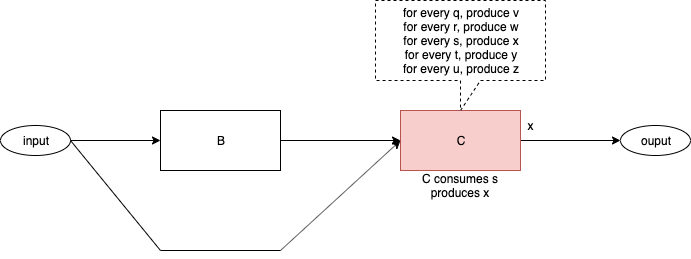 for every q, produce v
for every r, produce w
for every s, produce x
for every t, produce y
for every u, produce z
input
B
C
x
ouput
C consumes s
produces x